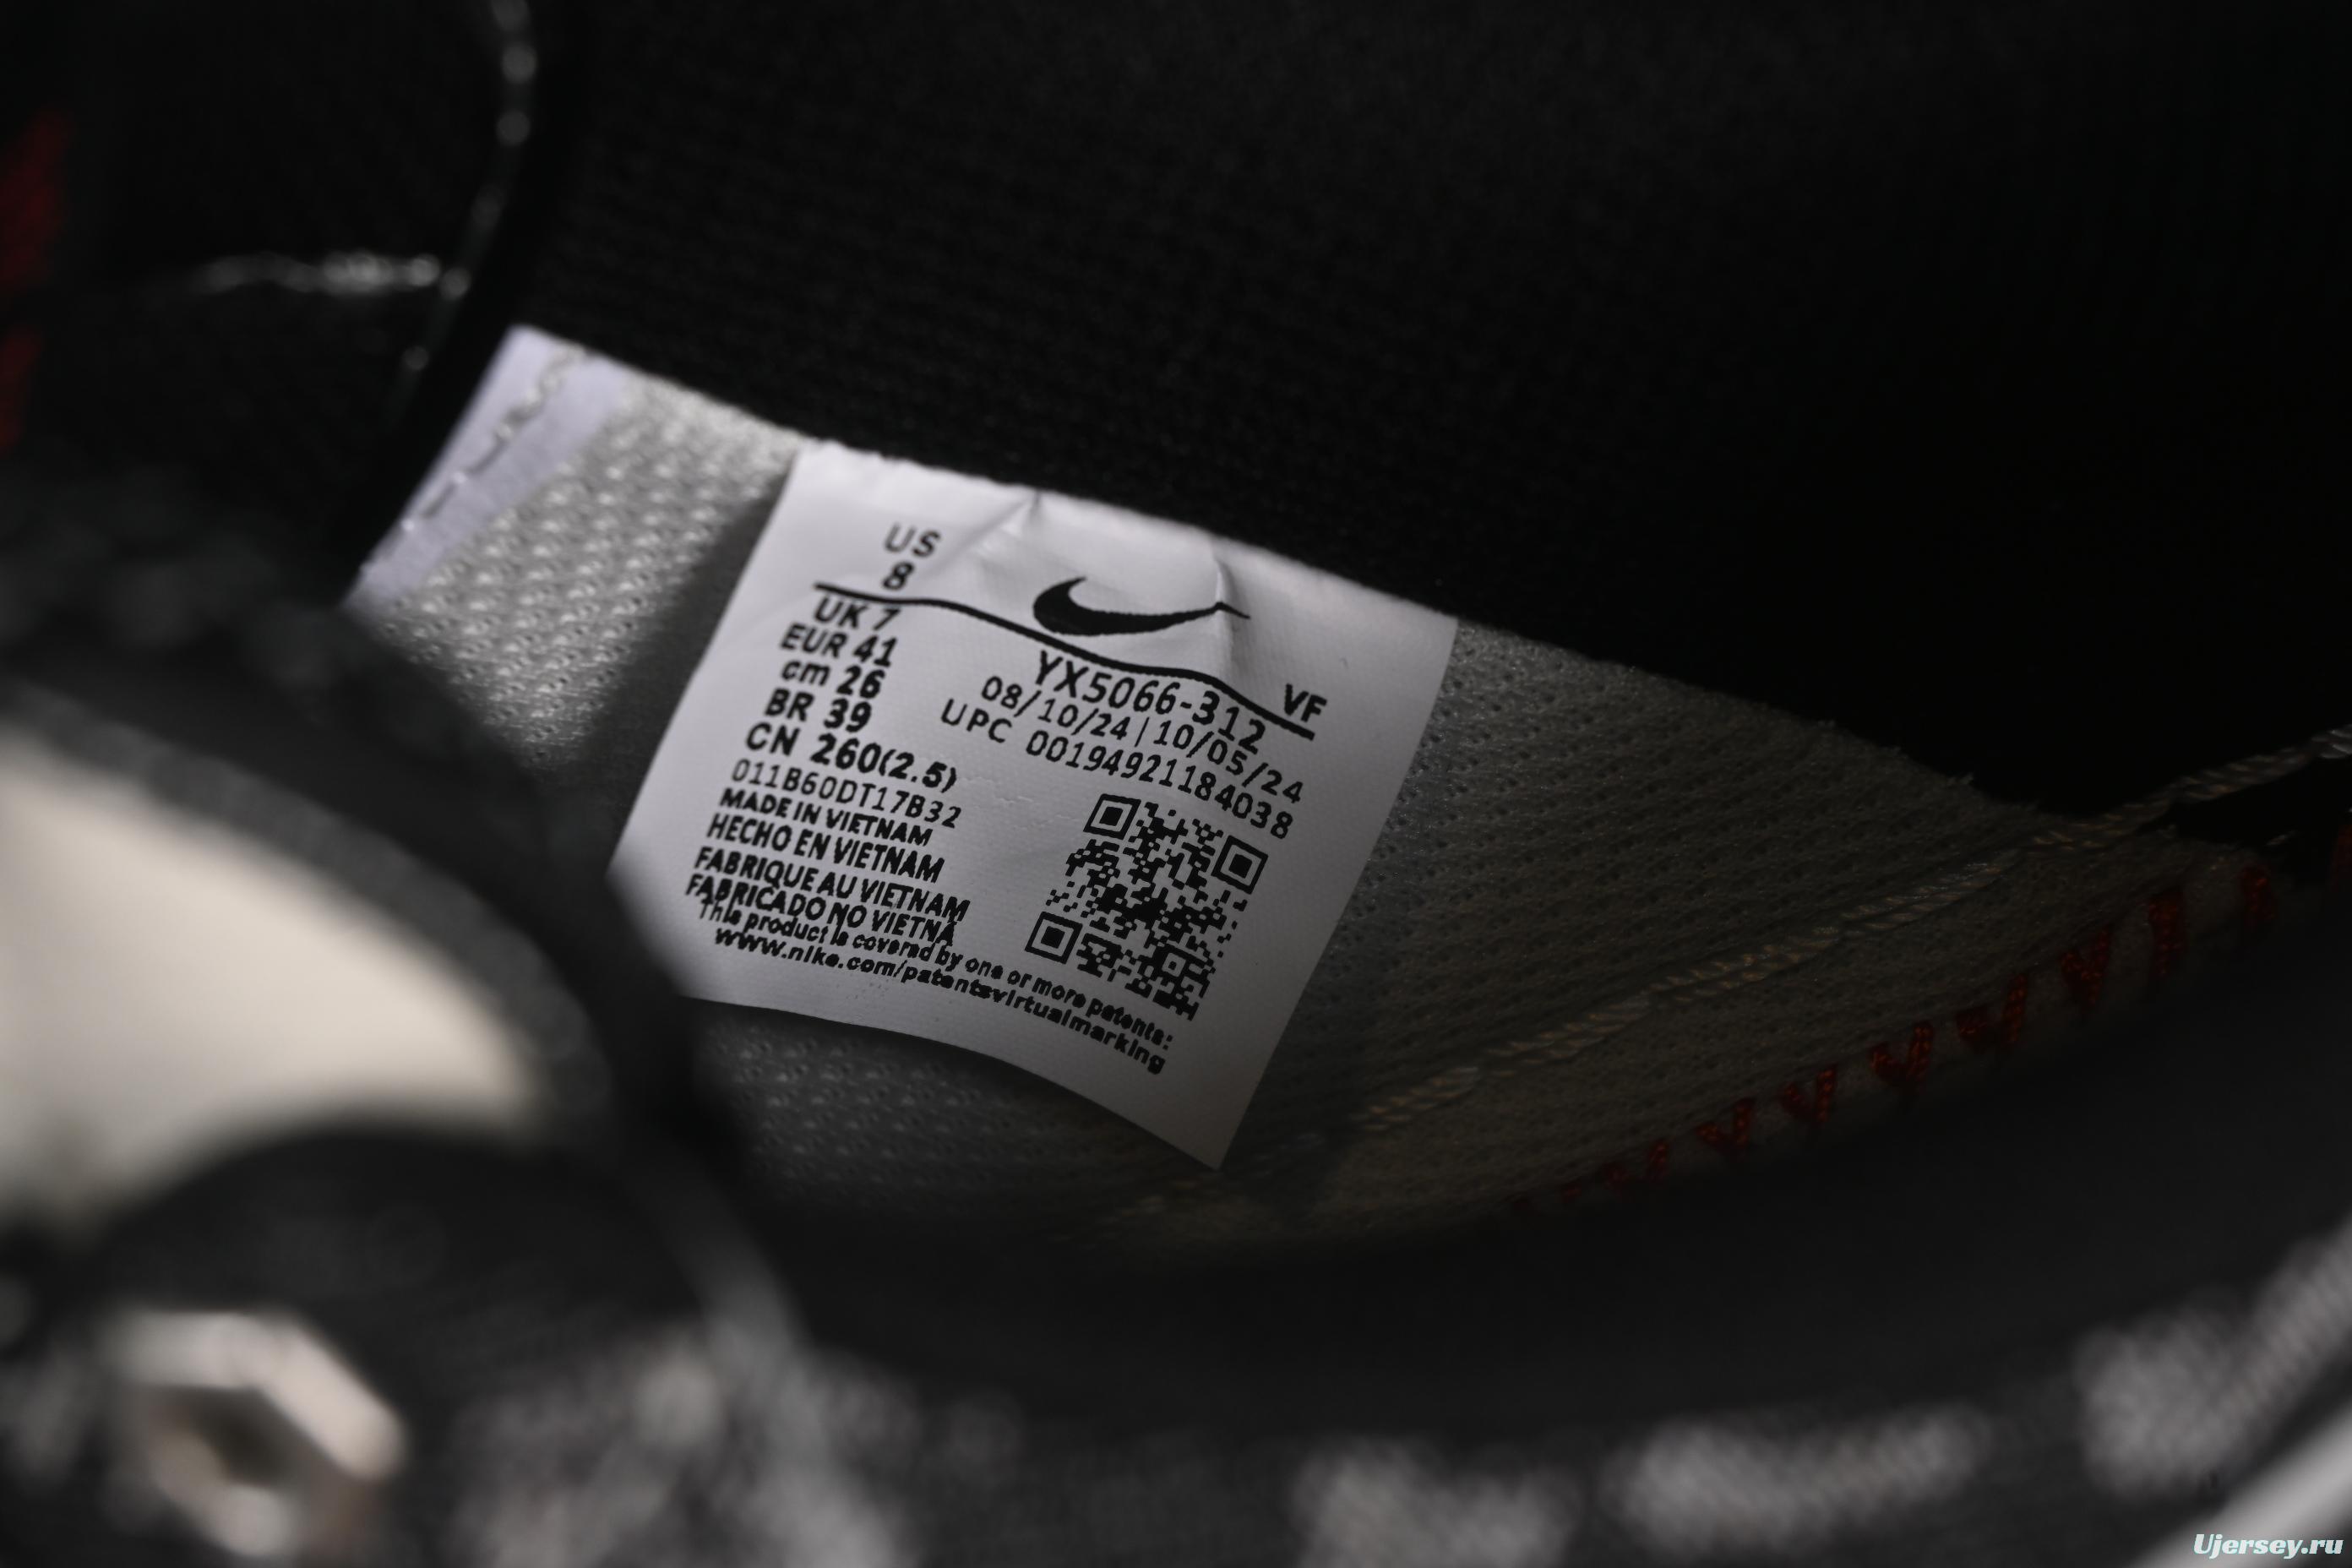 US
8
UK 7
EUR 41
cm 26
BR 39
CN 260(2.5)
011B60DT17B32
MADE IN VIETNAM
HECHO EN VIETNAM
FABRIQUE AU VIETNAM
FABRICADO NO VIETNÃ
This product is covered by one or more patents:
www.nike.com/patentsvirtualmarking
VF
YX5066-312
08/10/24 | 10/05/24
UPC 00194921184038
Ujersey.ru